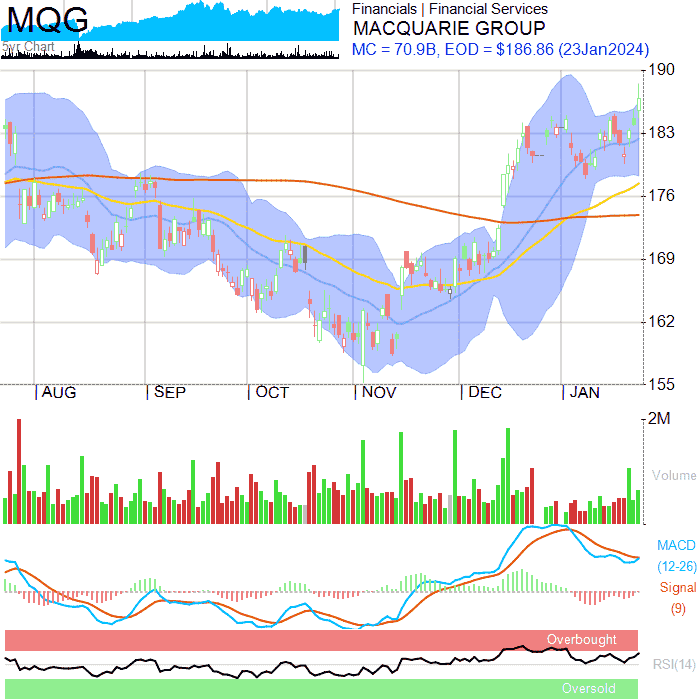 MQG
Financials | Financial Services
MACQUARIE GROUP
5yr Chart
MC = 70.9B, EOD = $186.86 (23Jan2024)
190
183
176
169
162
155
| AUG
| SEP
| OCT
| NOV
| DEC
| JAN
2M
Volume
MACD
(12-26)
Signal
(9)
Overbought
RSI(14)
Oversold